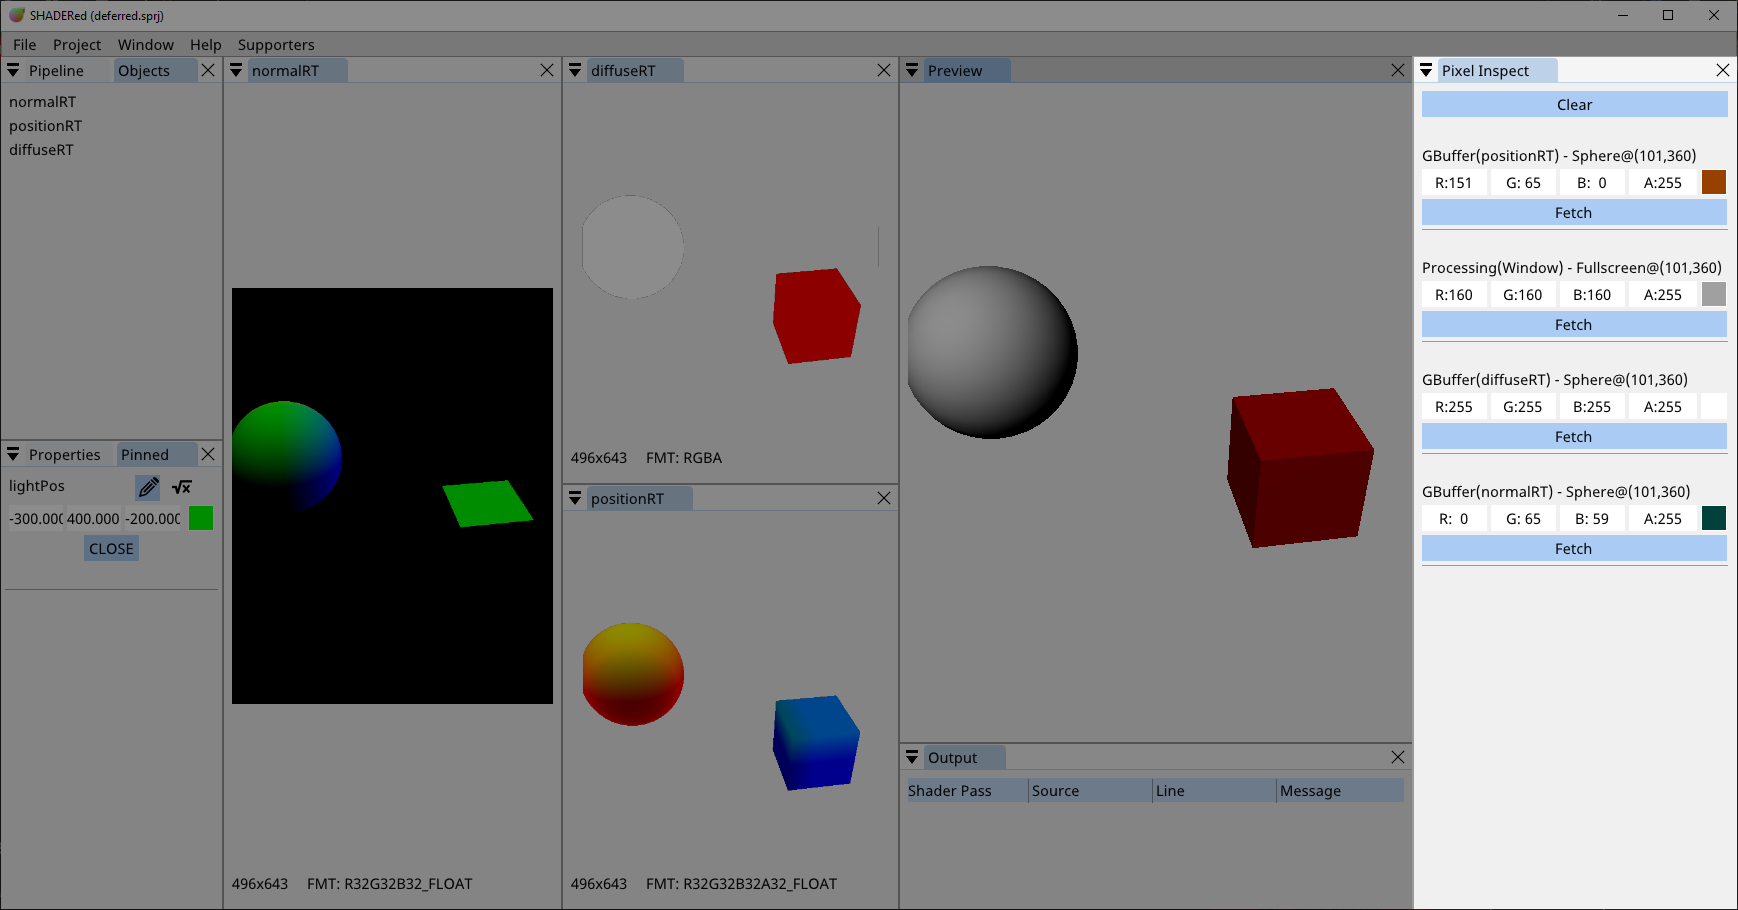 SHADERed (deferred.sprj)
File Project Window Help Supporters
Pipeline Objects
normalRT
positionRT
diffuseRT
Properties Pinned
lightPos
-300.000 400.000 -200.000
CLOSE
normalRT
496x643 FMT: R32G32B32_FLOAT
diffuseRT
496x643 FMT: RGBA
positionRT
496x643 FMT: R32G32B32A32_FLOAT
Preview
Output
Shader Pass Source Line Message
Pixel Inspect
Clear
GBuffer(positionRT) - Sphere@(101,360)
R:151 G: 65 B: 0 A:255
Fetch
Processing(Window) - Fullscreen@(101,360)
R:160 G:160 B:160 A:255
Fetch
GBuffer(diffuseRT) - Sphere@(101,360)
R:255 G:255 B:255 A:255
Fetch
GBuffer(normalRT) - Sphere@(101,360)
R: 0 G: 65 B: 59 A:255
Fetch